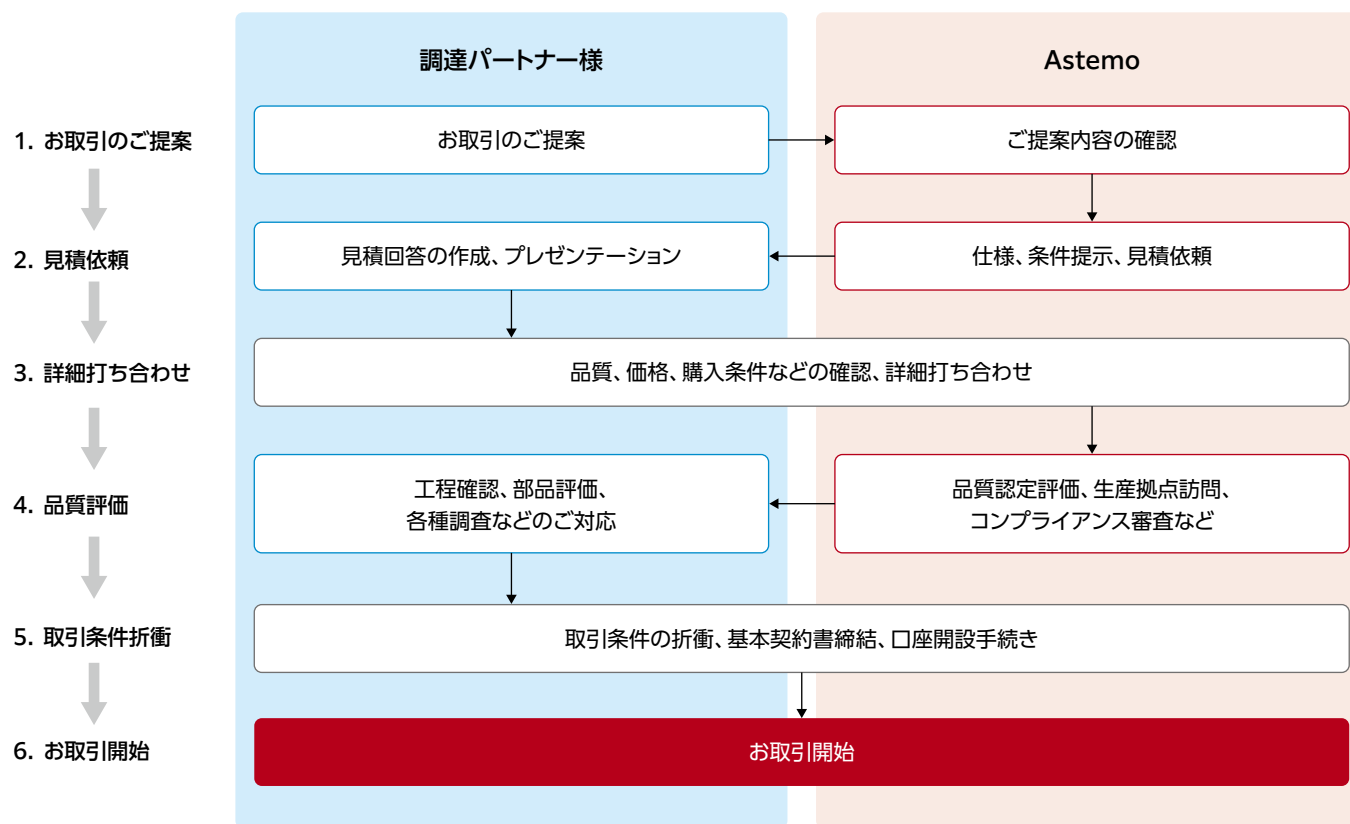 調達パートナー様
Astemo
1. お取引のご提案
お取引のご提案
ご提案内容の確認
2. 見積依頼
見積回答の作成、プレゼンテーション
仕様、条件提示、見積依頼
3. 詳細打ち合わせ
品質、価格、購入条件などの確認、詳細打ち合わせ
4. 品質評価
工程確認、部品評価、
各種調査などのご対応
品質認定評価、生産拠点訪問、
コンプライアンス審査など
5. 取引条件折衝
取引条件の折衝、基本契約書締結、口座開設手続き
6. お取引開始
お取引開始